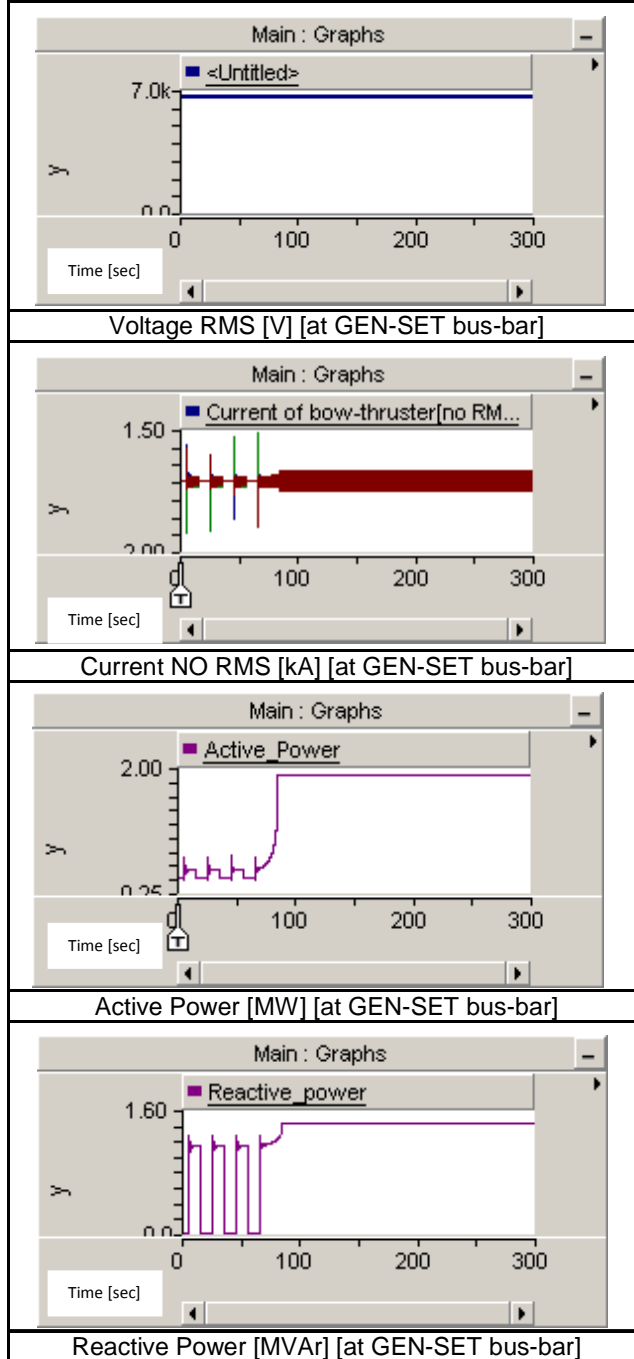 Main : Graphs
<Untitled>
7.0k
y
0.0
0 100 200 300
Time [sec]
Voltage RMS [V] [at GEN-SET bus-bar]
Main : Graphs
Current of bow-thruster[no RM...
1.50
y
2.00
0 100 200 300
T
Time [sec]
Current NO RMS [kA] [at GEN-SET bus-bar]
Main : Graphs
Active_Power
2.00
y
0.25
0 100 200 300
T
Time [sec]
Active Power [MW] [at GEN-SET bus-bar]
Main : Graphs
Reactive_power
1.60
y
0.0
0 100 200 300
Time [sec]
Reactive Power [MVAr] [at GEN-SET bus-bar]